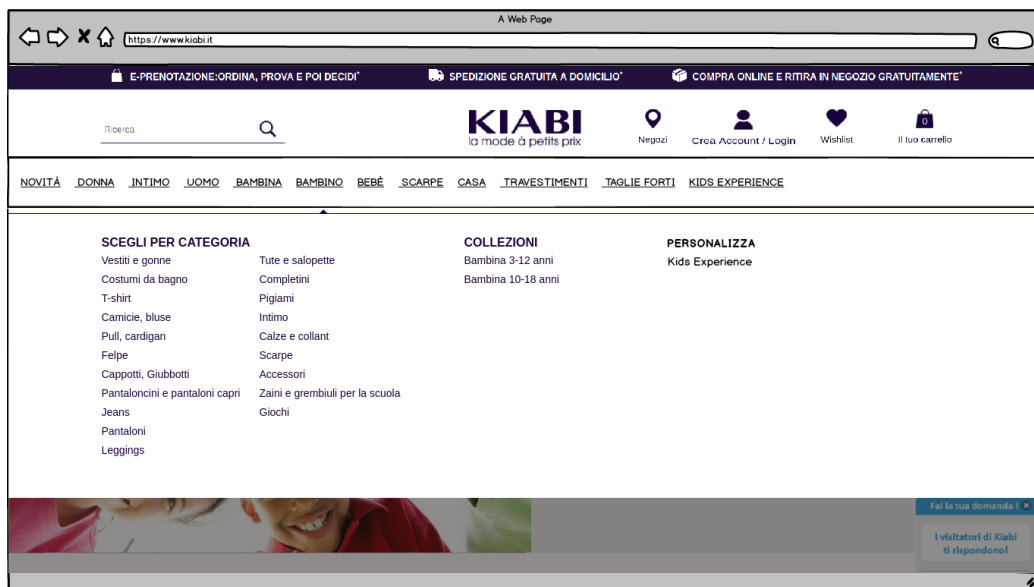 A Web Page
https://www.kiabi.it
E-PRENOTAZIONE:ORDINA, PROVA E POI DECIDI*
SPEDIZIONE GRATUITA A DOMICILIO*
COMPRA ONLINE E RITIRA IN NEGOZIO GRATUITAMENTE*
Ricerca
KIABI
la mode à petits prix
Negozi
Crea Account / Login
Wishlist
0
Il tuo carrello
NOVITÀ DONNA INTIMO UOMO BAMBINA BAMBINO BEBÈ SCARPE CASA TRAVESTIMENTI TAGLIE FORTI KIDS EXPERIENCE
SCEGLI PER CATEGORIA
Vestiti e gonne
Costumi da bagno
T-shirt
Camicie, bluse
Pull, cardigan
Felpe
Cappotti, Giubbotti
Pantaloncini e pantaloni capri
Jeans
Pantaloni
Leggings
Tute e salopette
Completini
Pigiami
Intimo
Calze e collant
Scarpe
Accessori
Zaini e grembiuli per la scuola
Giochi
COLLEZIONI
Bambina 3-12 anni
Bambina 10-18 anni
PERSONALIZZA
Kids Experience
Fai la tua domanda !
I visitatori di Kiabi
ti rispondono!